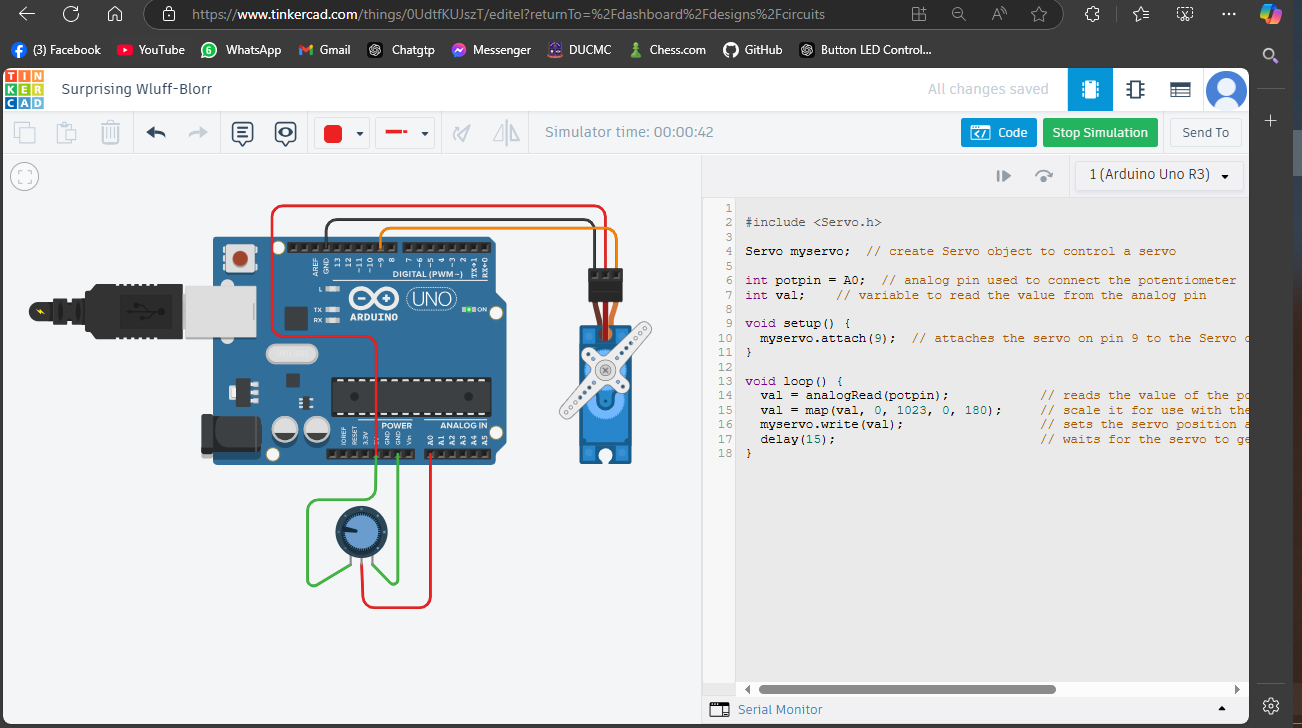 https://www.tinkercad.com/things/0UdtfKUJszT/editel?returnTo=%2Fdashboard%2Fdesigns%2Fcircuits
(3) Facebook YouTube WhatsApp Gmail Chatgtp Messenger DUCMC Chess.com GitHub Button LED Control...
TIN
KER
CAD
Surprising Wluff-Blorr
All changes saved
Simulator time: 00:00:42
Code
Stop Simulation
Send To
1 (Arduino Uno R3)
AREF
GND
13
12
~11
~10
~9
8
7
~6
~5
4
~3
2
TX→1
RX←0
DIGITAL (PWM~)
L
TX
RX
ARDUINO
UNO
ON
POWER
ANALOG IN
IOREF
RESET
3.3V
GND
GND
Vin
A0
A1
A2
A3
A4
A5
1
2 #include <Servo.h>
3
4 Servo myservo;  // create Servo object to control a servo
5
6 int potpin = A0;  // analog pin used to connect the potentiometer
7 int val;    // variable to read the value from the analog pin
8
9 void setup() {
10   myservo.attach(9);  // attaches the servo on pin 9 to the Servo
11 }
12
13 void loop() {
14   val = analogRead(potpin);            // reads the value of the
15   val = map(val, 0, 1023, 0, 180);     // scale it for use with the
16   myservo.write(val);                  // sets the servo position
17   delay(15);                           // waits for the servo to
18 }
Serial Monitor